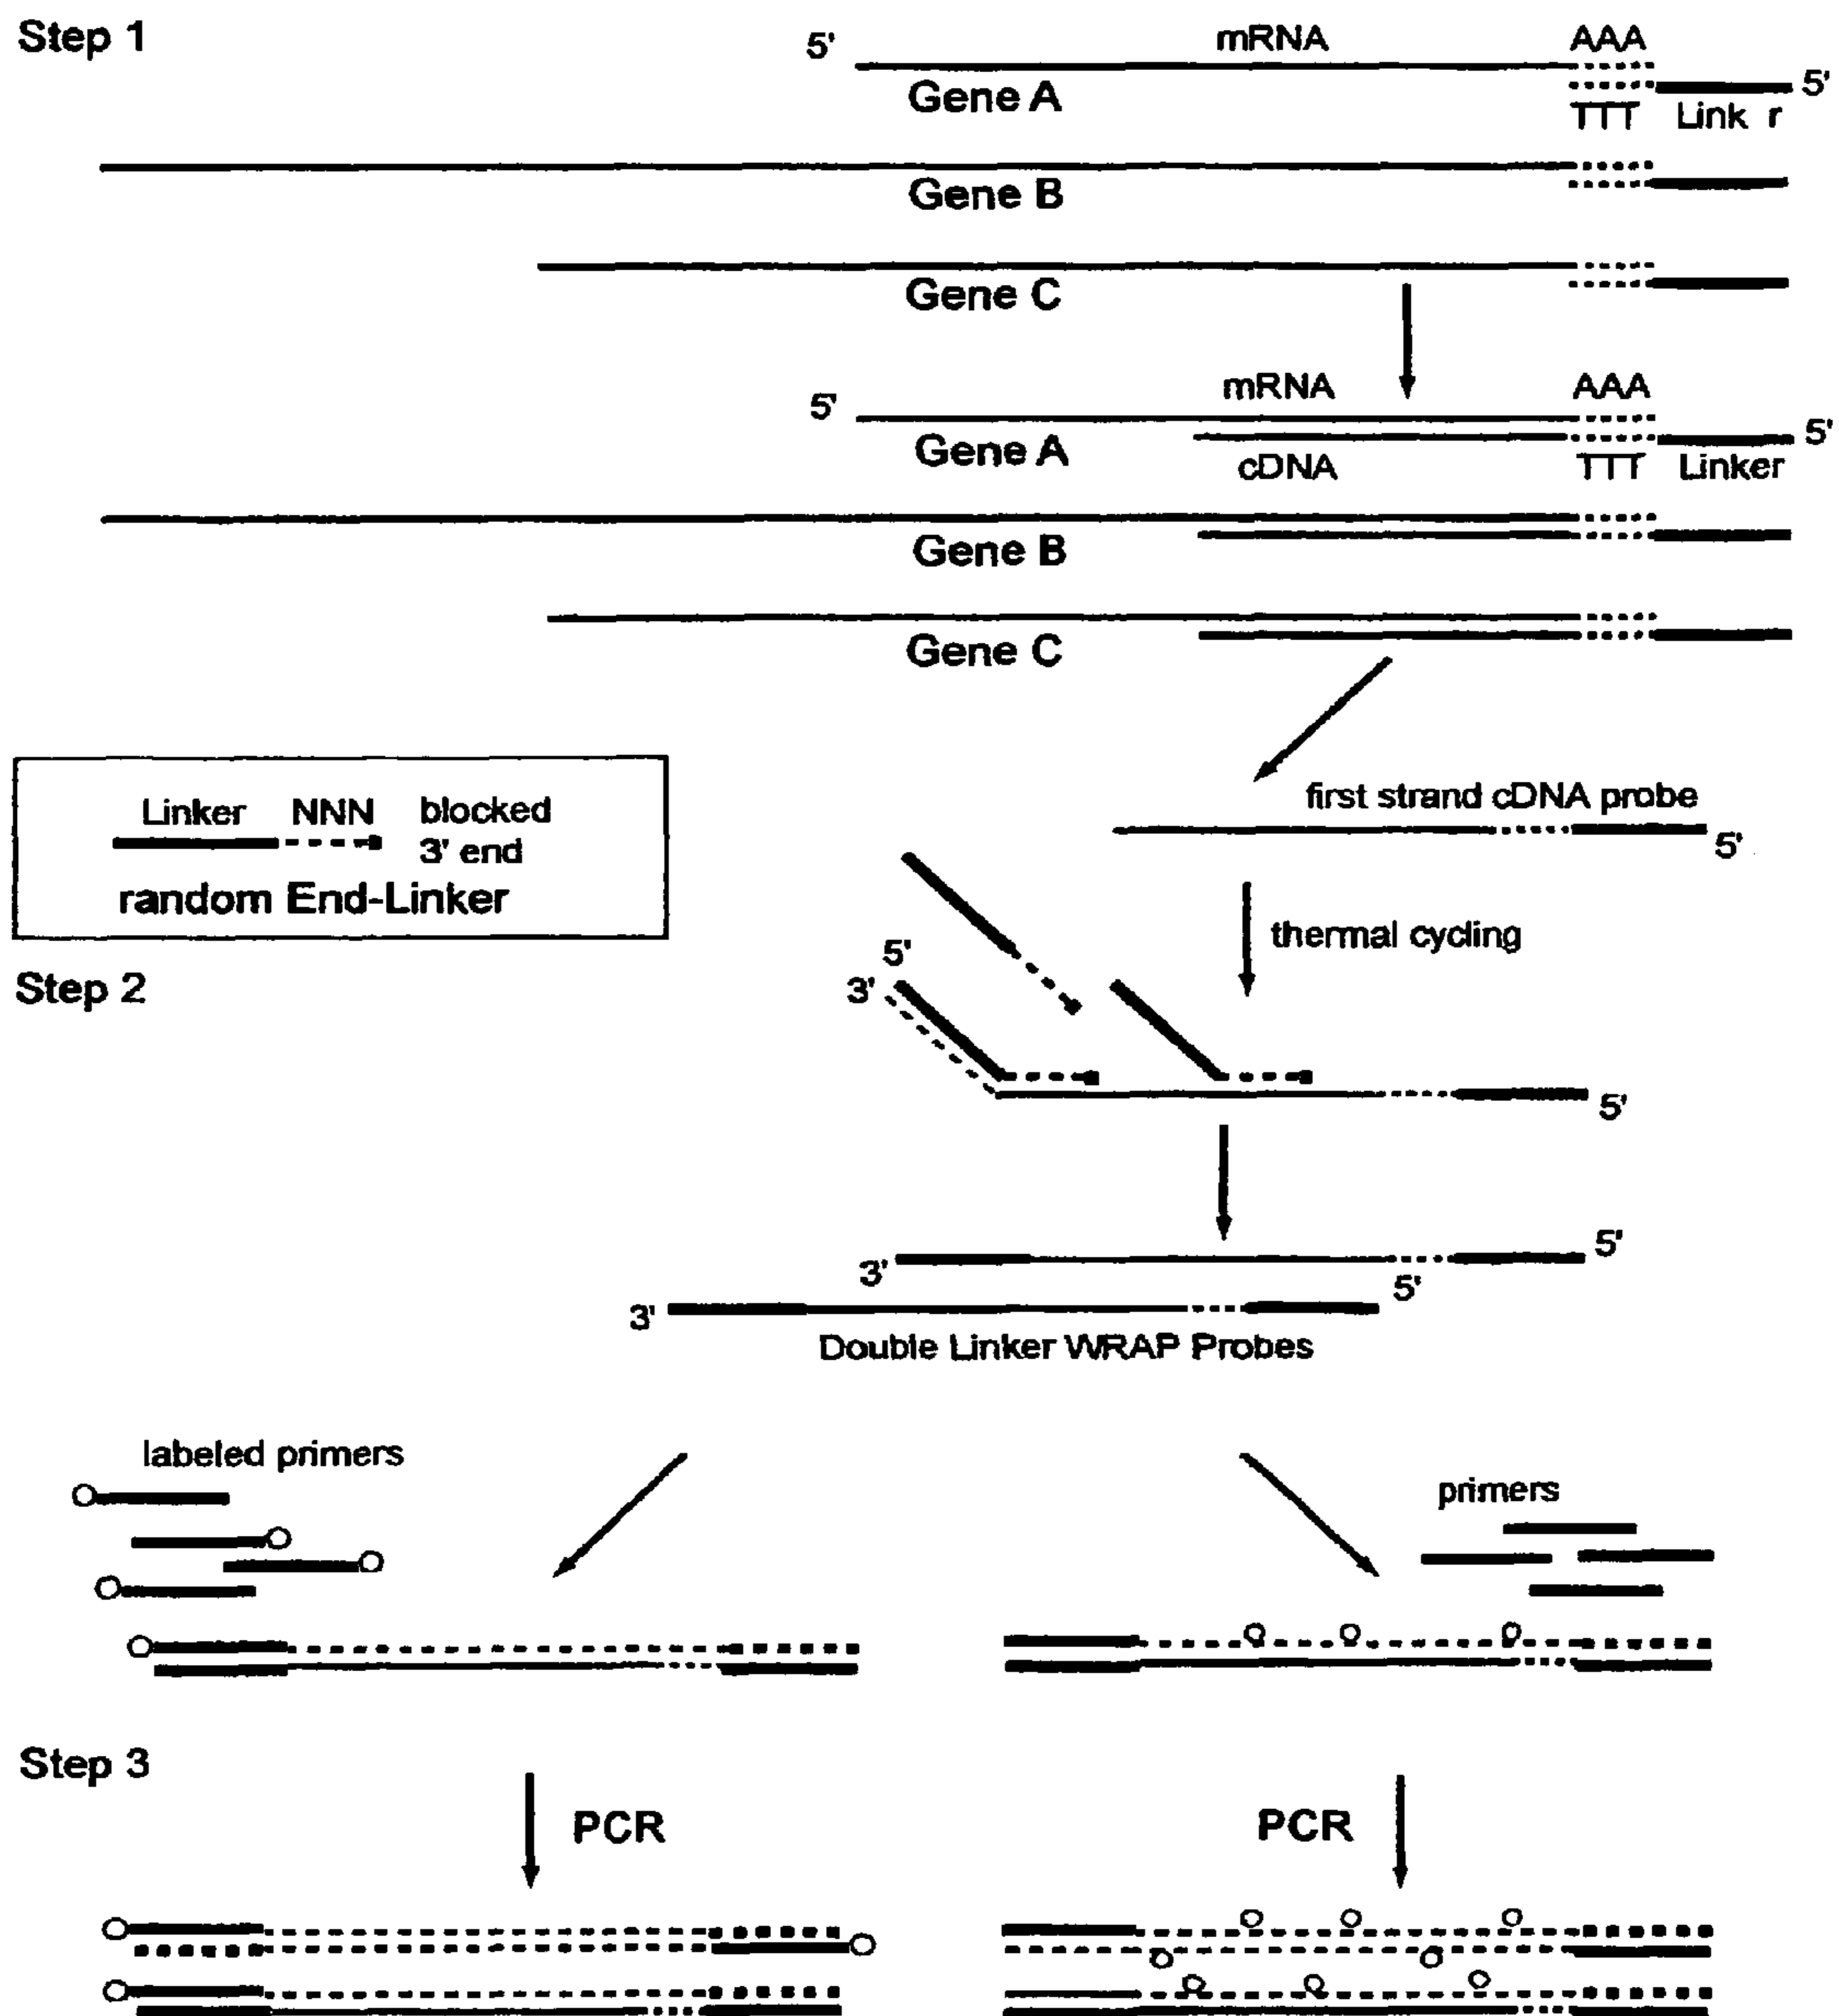 Step 1
5' mRNA AAA
Gene A 5'
TTT Link r
Gene B
Gene C
mRNA AAA
5' 5'
Gene A cDNA TTT Linker
Gene B
Gene C
first strand cDNA probe
5'
Linker NNN blocked
3' end
random End-Linker
thermal cycling
Step 2
5'
3'
5'
5'
3'
5'
3'
Double Linker WRAP Probes
labeled primers
primers
Step 3
PCR PCR